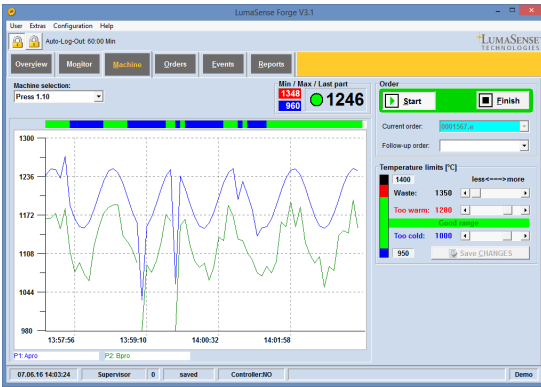 LumaSense Forge V3.1
User Extras Configuration Help
Auto-Log-Out: 60:00 Min
LUMASENSE
TECHNOLOGIES
Overview Monitor Machine Orders Events Reports
Machine selection:
Press 1.10
Min / Max / Last part
1348
960
1246
Order
Start Finish
Current order: 0001567.a
Follow-up order:
Temperature limits [°C]
1400 less<===>more
Waste: 1350
Too warm: 1280
Good range
Too cold: 1000
950 Save CHANGES
1300
1236
1172
1108
1044
980
13:57:56 13:59:10 14:00:32 14:01:58
P1: Apro P2: Bpro
07.06.16 14:03:24 Supervisor 0 saved Controller:NO Demo